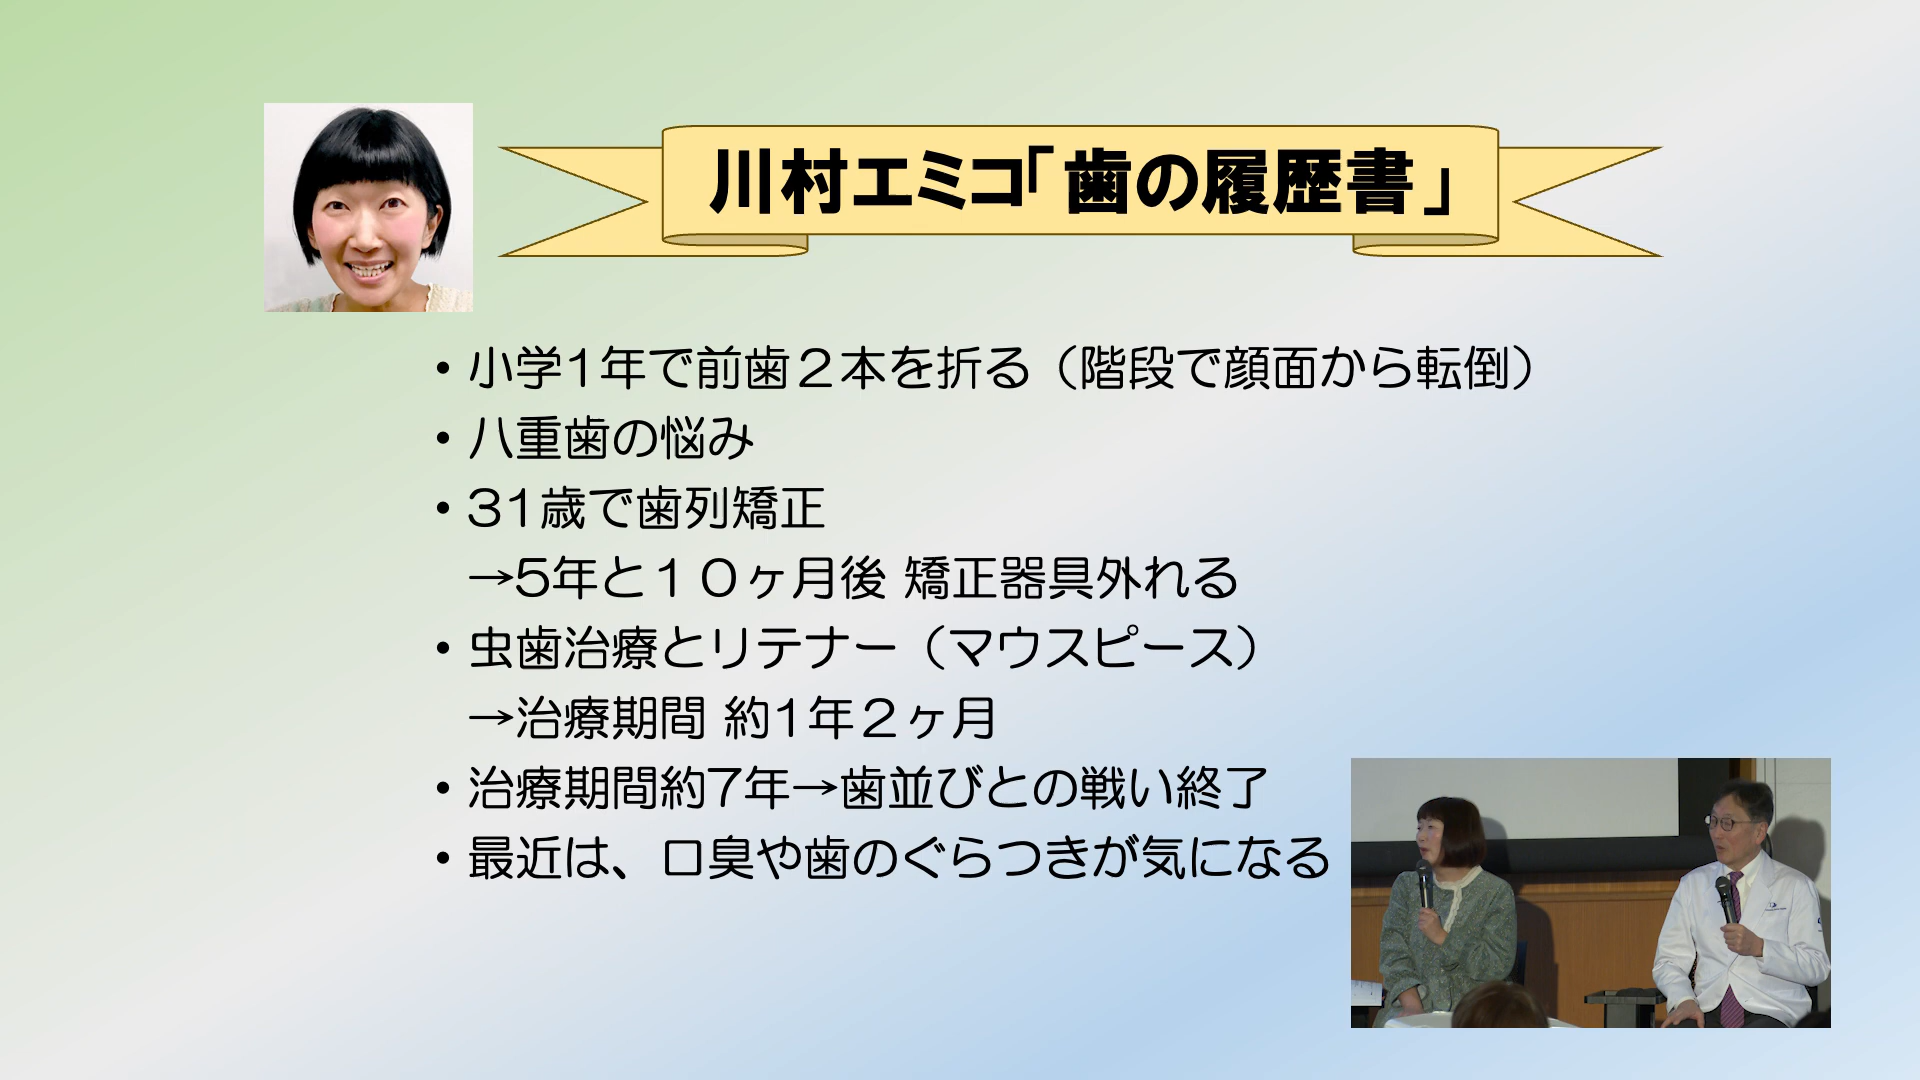 川村エミコ「歯の履歴書」
・小学1年で前歯２本を折る（階段で顔面から転倒）
・八重歯の悩み
・31歳で歯列矯正
→5年と１０ヶ月後 矯正器具外れる
・虫歯治療とリテナー（マウスピース）
→治療期間 約1年２ヶ月
・治療期間約7年→歯並びとの戦い終了
・最近は、口臭や歯のぐらつきが気になる